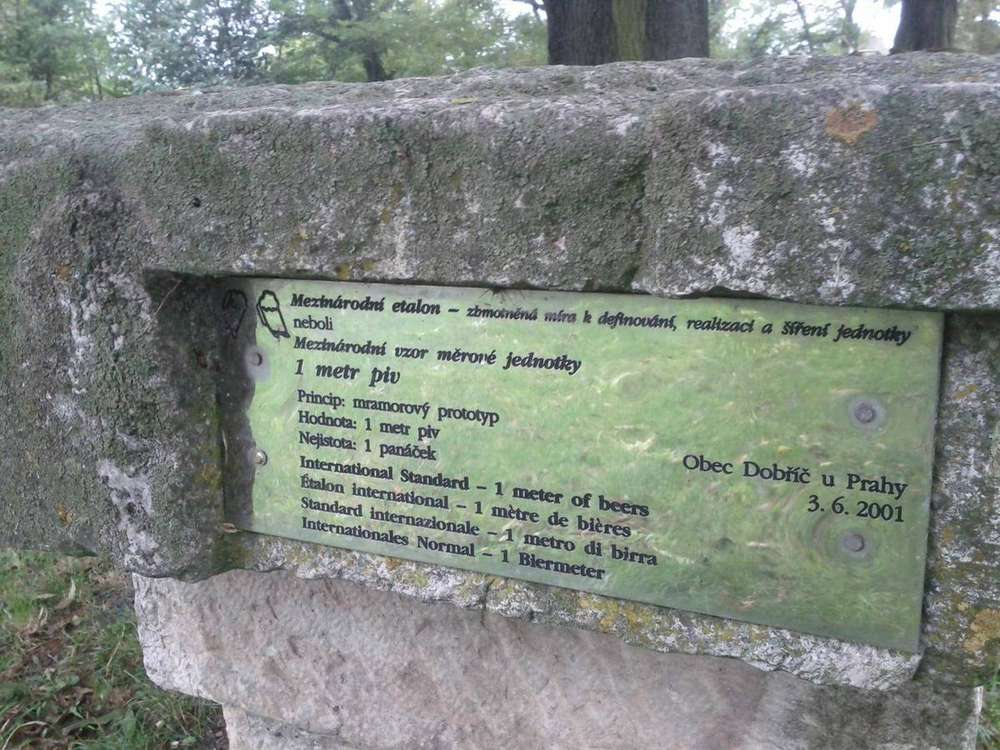 Mezinárodní etalon – zhmotněná míra k definování, realizaci a šíření jednotky
neboli
Mezinárodní vzor měrové jednotky
1 metr piv
Princip: mramorový prototyp
Hodnota: 1 metr piv
Nejistota: 1 panáček
International Standard – 1 meter of beers
Étalon international – 1 mètre de bières
Standard internazionale – 1 metro di birra
Internationales Normal – 1 Biermeter
Obec Dobříč u Prahy
3. 6. 2001